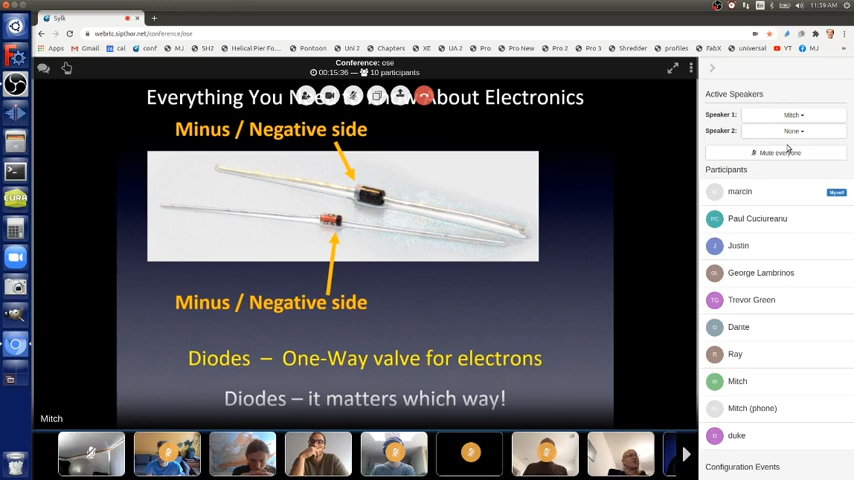 11:59 AM
Sylk
webrtc.sipthor.net/conference/ose
Apps
Gmail
cal
conf
MJ
SH2
Helical Pier Fo...
Pontoon
Uni 2
Chapters
XE
UA 2
Pro
Pro New
Pro 2
Pro 3
Shredder
profiles
FabX
universal
YT
MJ
Conference: ose
00:15:36 — 10 participants
Everything You N w About Electronics
Minus / Negative side
Minus / Negative side
Diodes – One-Way valve for electrons
Diodes – it matters which way!
Mitch
Active Speakers
Speaker 1:
Mitch
Speaker 2:
None
Mute everyone
Participants
marcin
Myself
PC
Paul Cuciureanu
J
Justin
GL
George Lambrinos
TG
Trevor Green
D
Dante
R
Ray
M
Mitch
Mitch (phone)
D
duke
Configuration Events